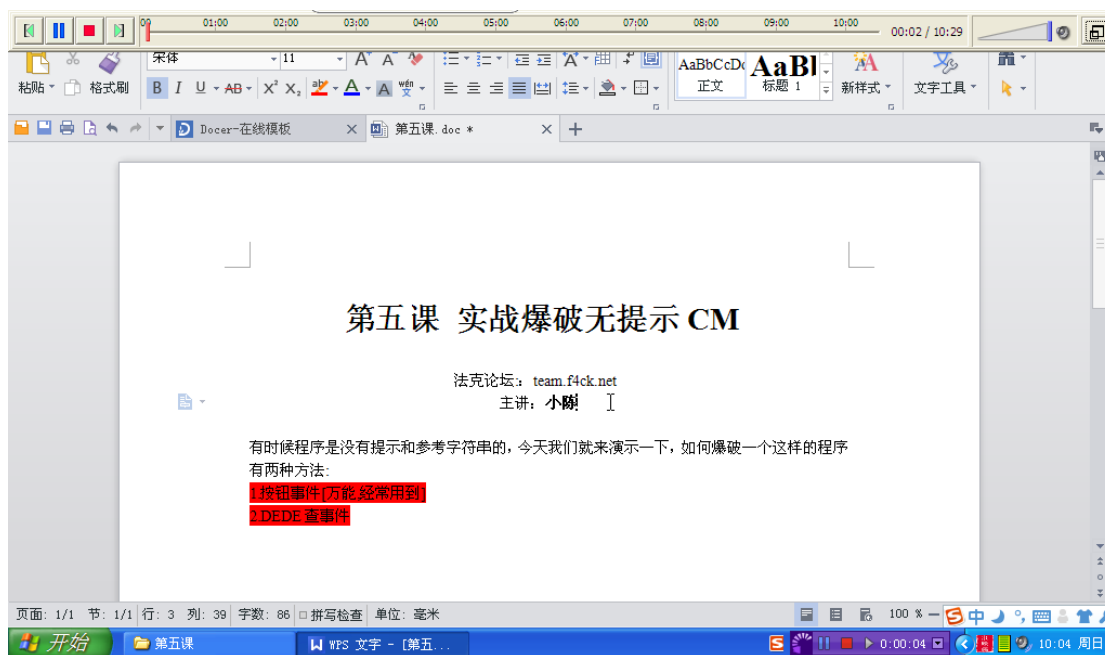 00 01:00 02:00 03:00 04:00 05:00 06:00 07:00 08:00 09:00 10:00 00:02 / 10:29
宋体 11 A⁺ A⁻ wén 文
粘贴 格式刷 B I U AB X² X₂ ab A A
AaBbCcDd AaBl 正文 标题 1 新样式 文字工具
Docer-在线模板 第五课.doc *
第五课 实战爆破无提示 CM
法克论坛:：team.f4ck.net
主讲：小陈
有时候程序是没有提示和参考字符串的，今天我们就来演示一下，如何爆破一个这样的程序
有两种方法:
1.按钮事件[万能,经常用到]
2.DEDE 查事件
页面: 1/1 节: 1/1 行: 3 列: 39 字数: 86 拼写检查 单位: 毫米 100 % 中
开始 第五课 WPS 文字 - [第五... 0:00:04 10:04 周日